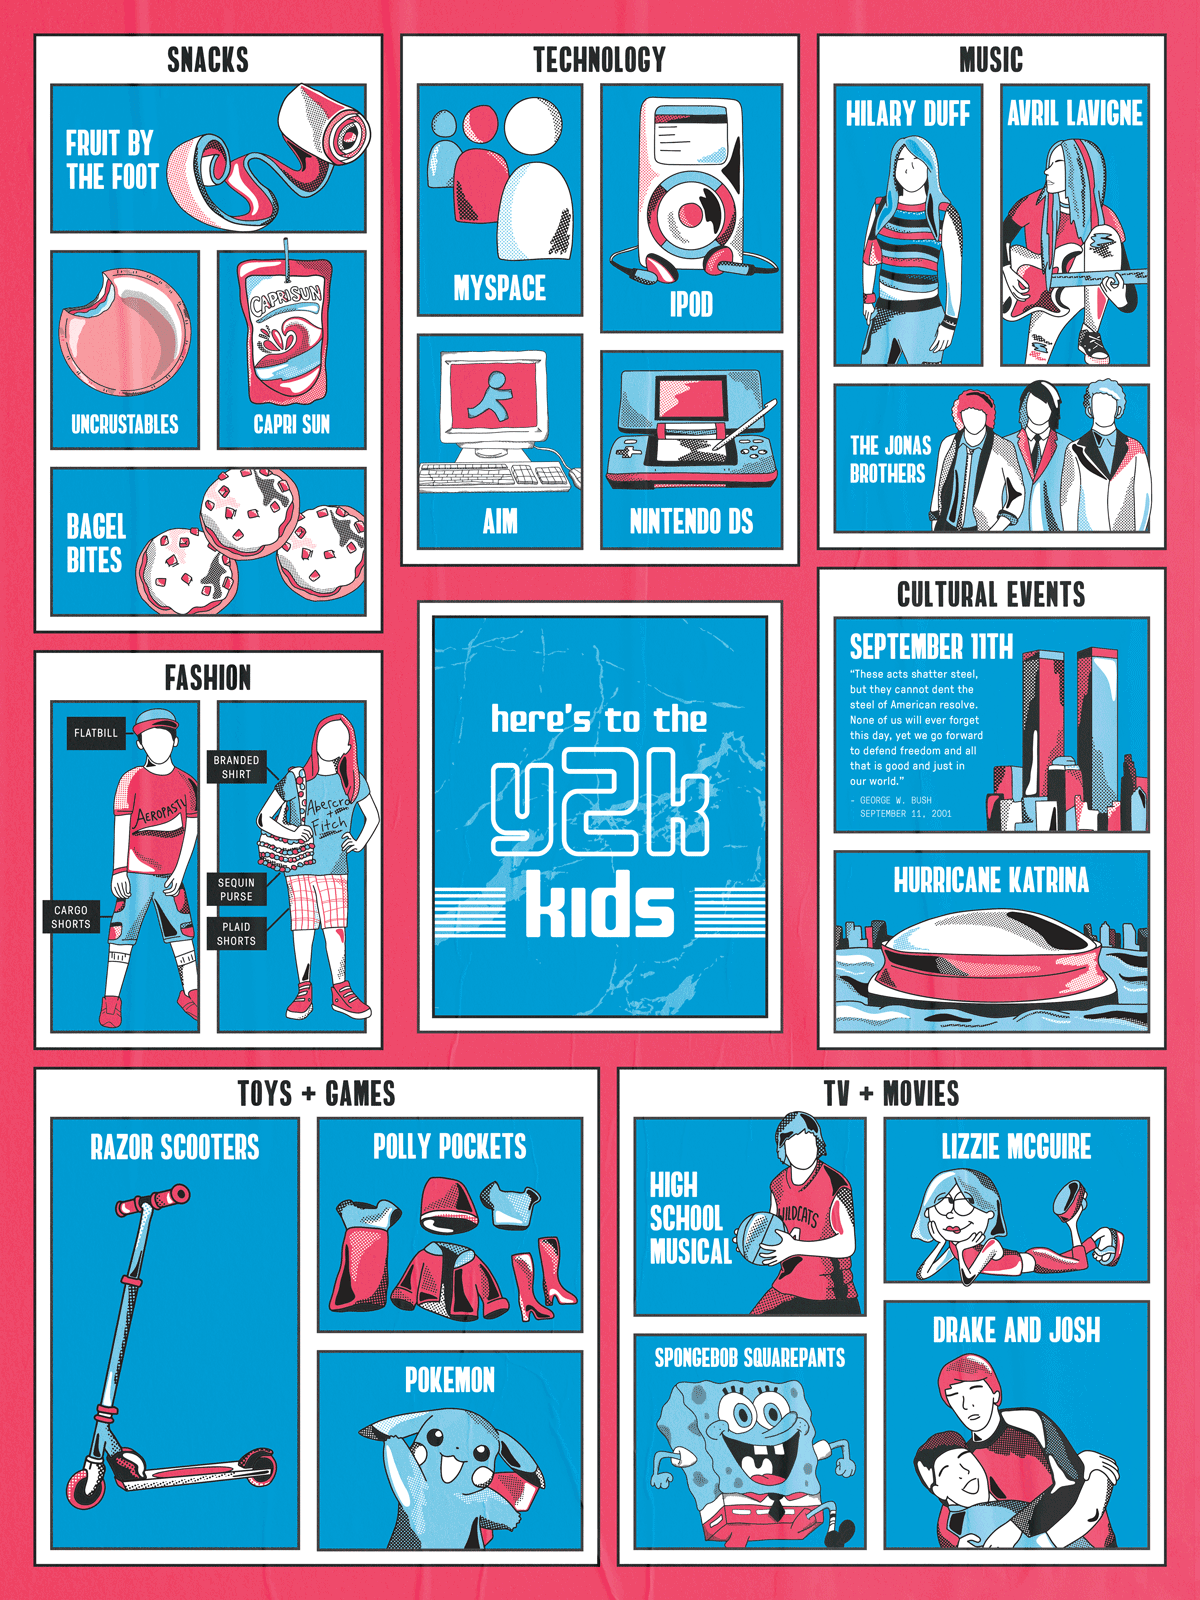 SNACKS
FRUIT BY
THE FOOT
UNCRUSTABLES
CAPRI SUN
CAPRI SUN
BAGEL
BITES
TECHNOLOGY
MYSPACE
IPOD
AIM
NINTENDO DS
MUSIC
HILARY DUFF
AVRIL LAVIGNE
THE JONAS
BROTHERS
FASHION
FLATBILL
AEROPASTL
CARGO
SHORTS
BRANDED
SHIRT
Abercro
+
Fitch
SEQUIN
PURSE
PLAID
SHORTS
here's to the
y2k
kids
CULTURAL EVENTS
SEPTEMBER 11TH
“These acts shatter steel,
but they cannot dent the
steel of American resolve.
None of us will ever forget
this day, yet we go forward
to defend freedom and all
that is good and just in
our world.”
- GEORGE W. BUSH
SEPTEMBER 11, 2001
HURRICANE KATRINA
TOYS + GAMES
RAZOR SCOOTERS
POLLY POCKETS
POKEMON
TV + MOVIES
HIGH
SCHOOL
MUSICAL
WILDCATS
LIZZIE MCGUIRE
SPONGEBOB SQUAREPANTS
DRAKE AND JOSH